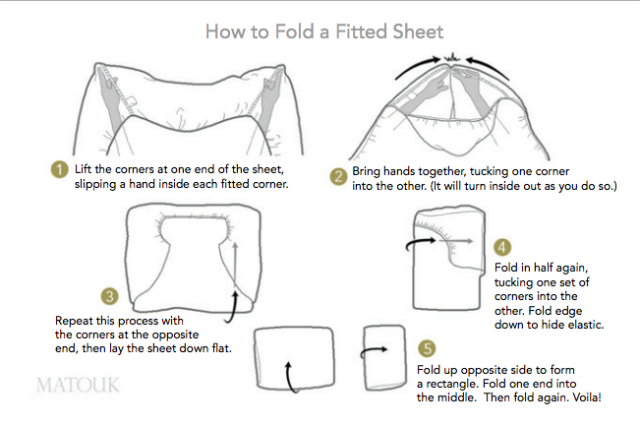 How to Fold a Fitted Sheet
1 Lift the corners at one end of the sheet,
slipping a hand inside each fitted corner.
2 Bring hands together, tucking one corner
into the other. (It will turn inside out as you do so.)
3
Repeat this process with
the corners at the opposite
end, then lay the sheet down flat.
4
Fold in half again,
tucking one set of
corners into the
other. Fold edge
down to hide elastic.
5
Fold up opposite side to form
a rectangle. Fold one end into
the middle.  Then fold again. Voila!
MATOUK